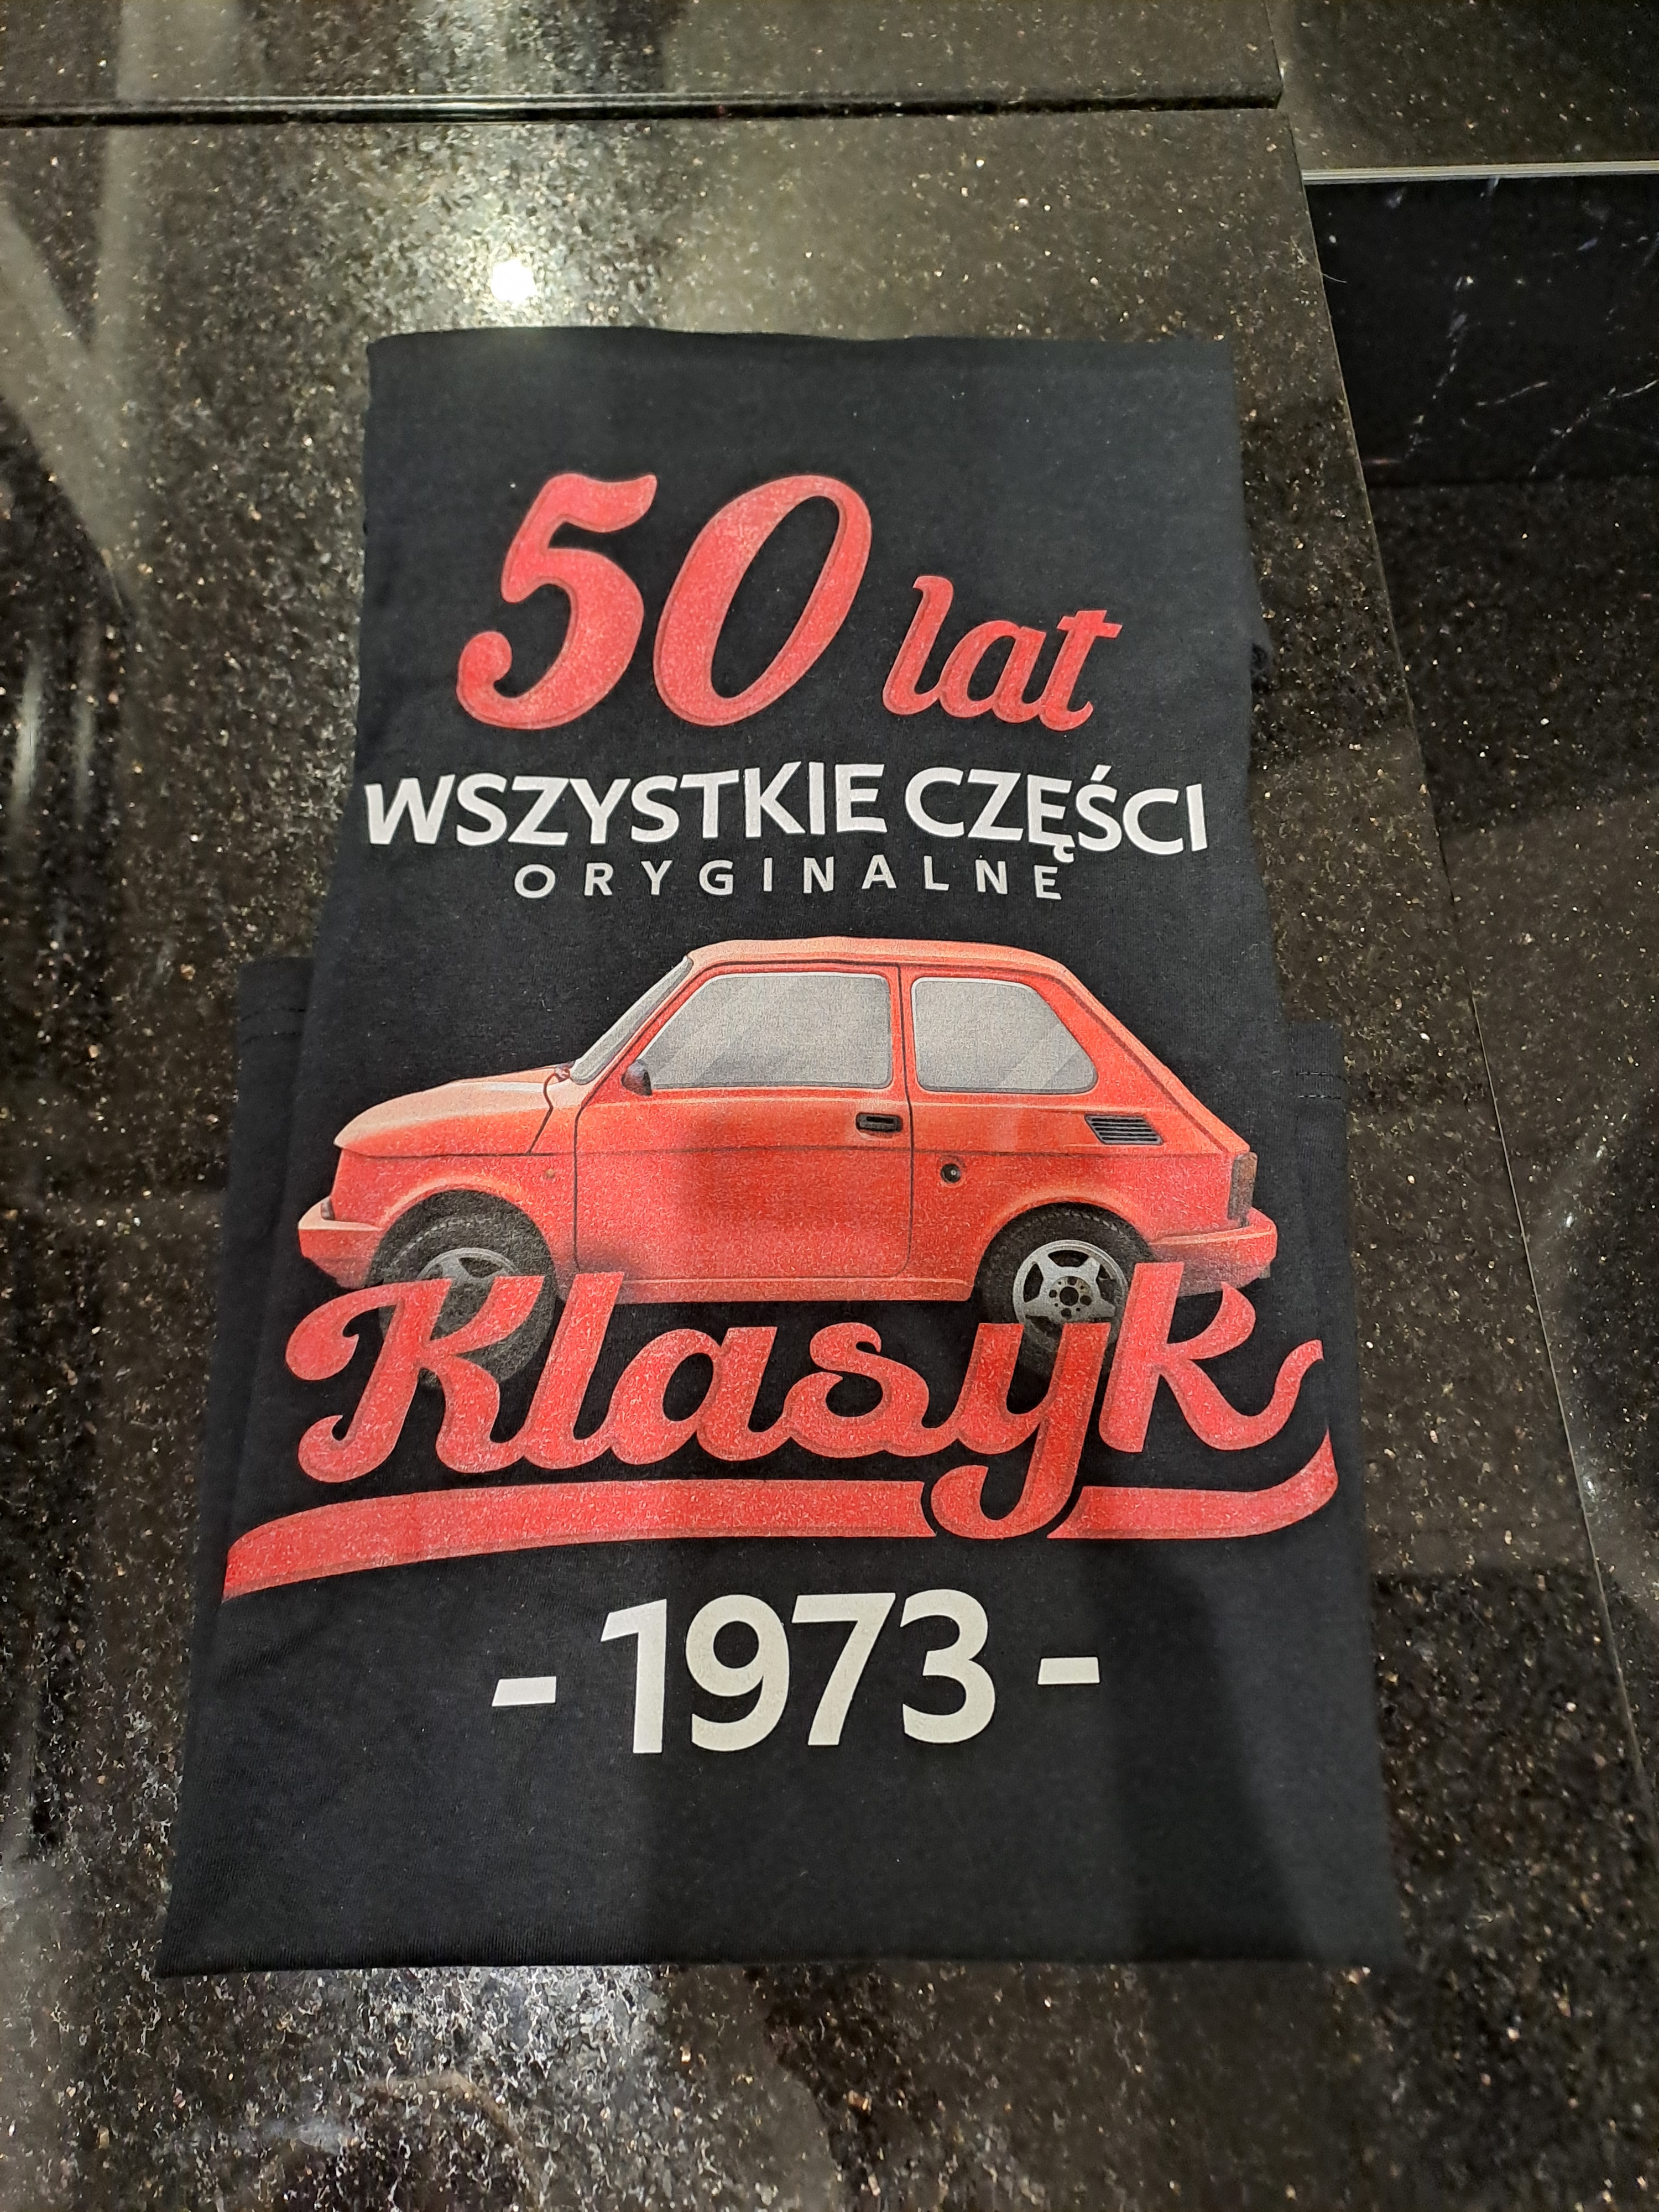 50 lat
WSZYSTKIE CZĘŚCI
ORYGINALNE
Klasyk
- 1973 -